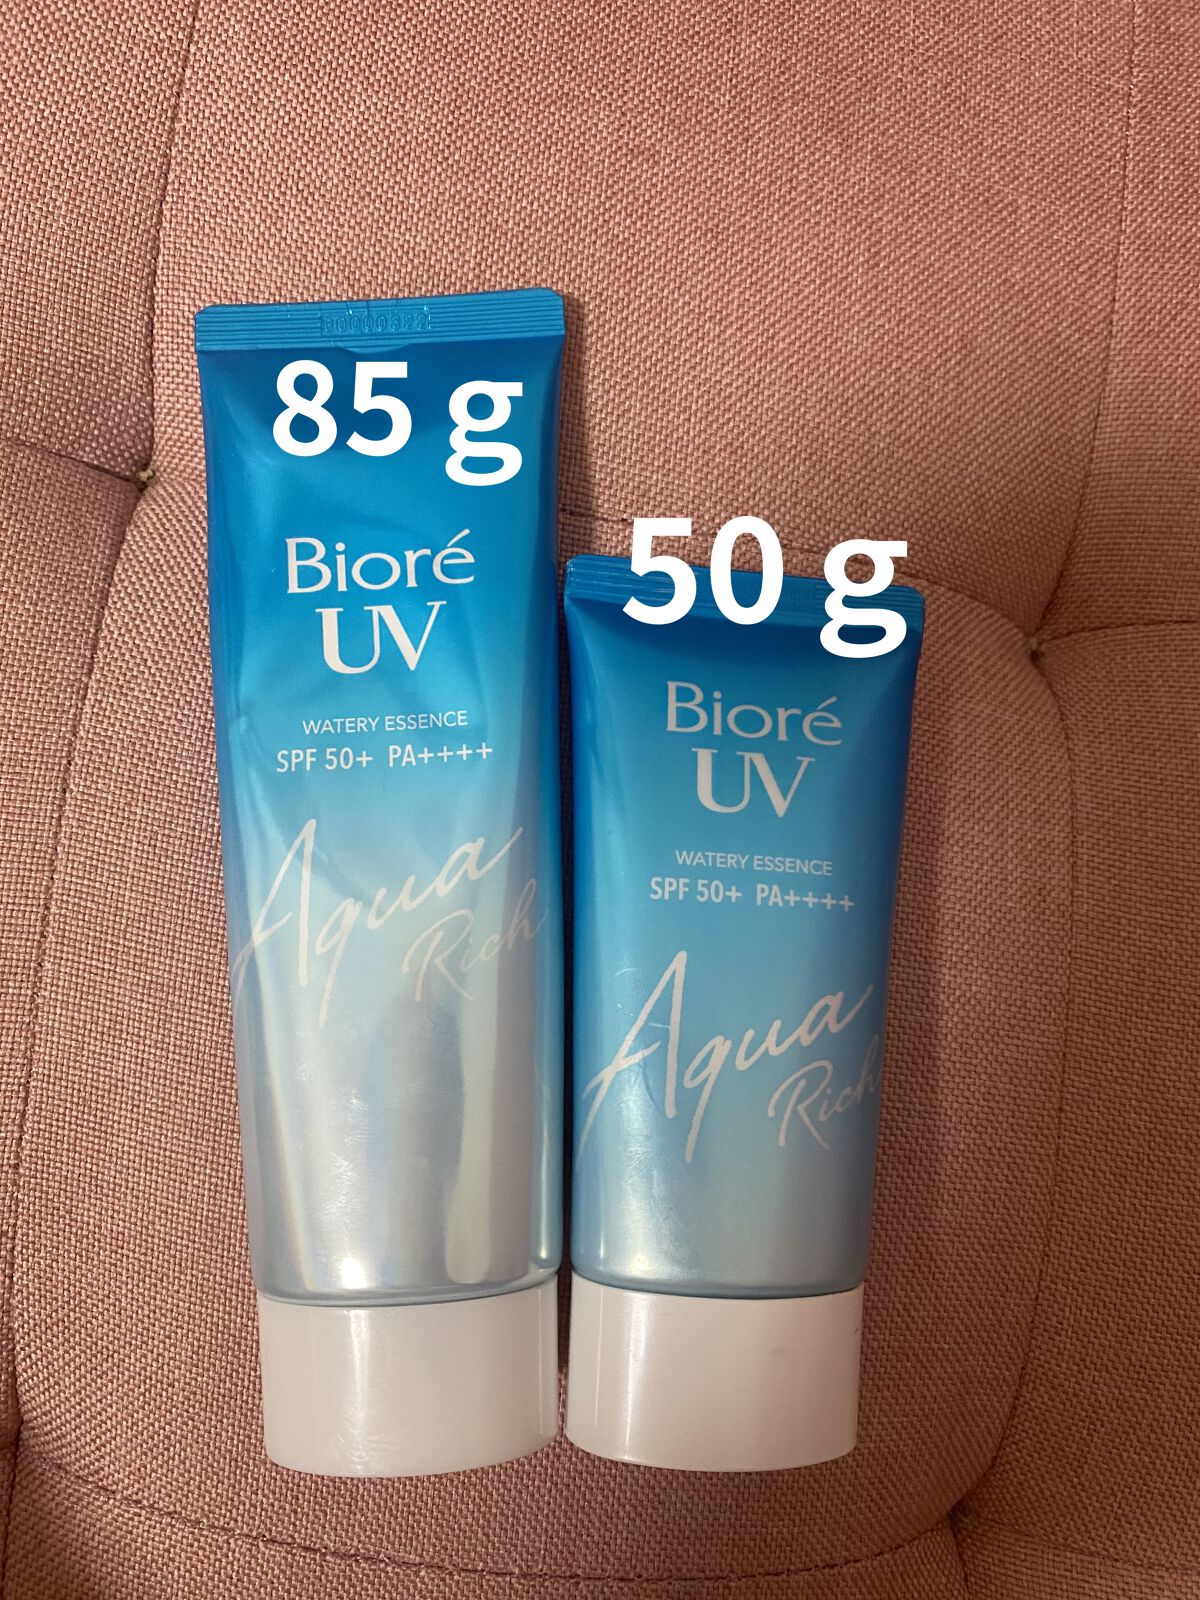 85 g
Bioré
UV
WATERY ESSENCE
SPF 50+ PA++++
Aqua
Rich
50 g
Bioré
UV
WATERY ESSENCE
SPF 50+ PA++++
Aqua
Rich